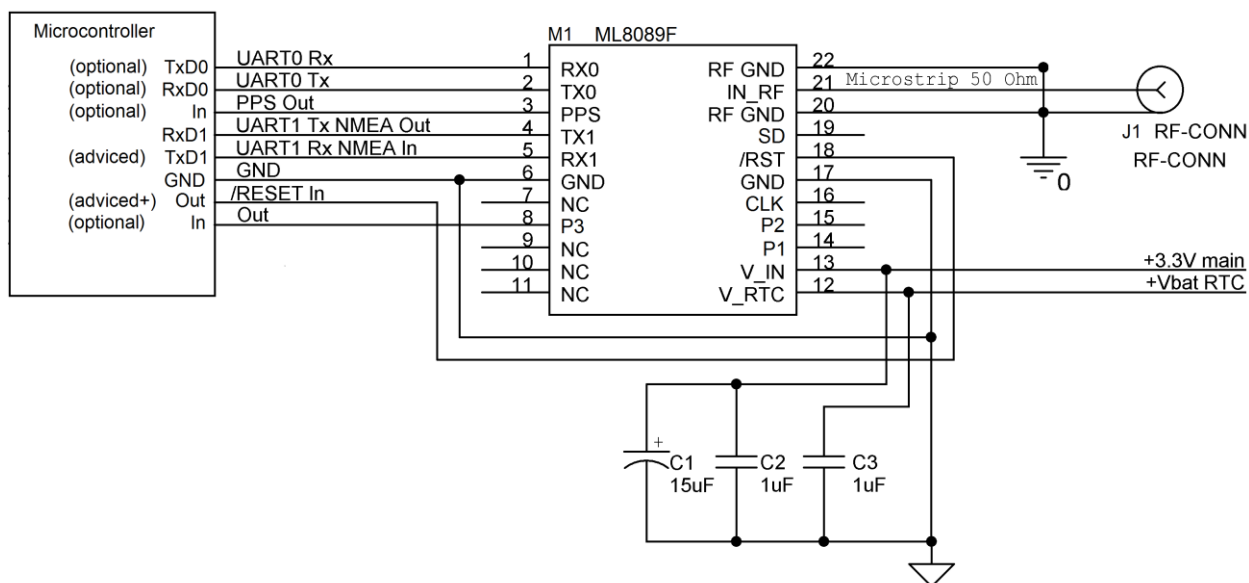 Microcontroller
(optional) TxD0
(optional) RxD0
(optional) In
RxD1
(adviced) TxD1
GND
(adviced+) Out
(optional) In
UART0 Rx
UART0 Tx
PPS Out
UART1 Tx NMEA Out
UART1 Rx NMEA In
GND
/RESET In
Out
M1 ML8089F
1 RX0
2 TX0
3 PPS
4 TX1
5 RX1
6 GND
7 NC
8 P3
9 NC
10 NC
11 NC
RF GND 22
IN_RF 21
RF GND 20
SD 19
/RST 18
GND 17
CLK 16
P2 15
P1 14
V_IN 13
V_RTC 12
Microstrip 50 Ohm
J1 RF-CONN
RF-CONN
0
+3.3V main
+Vbat RTC
+
C1
15uF
C2
1uF
C3
1uF